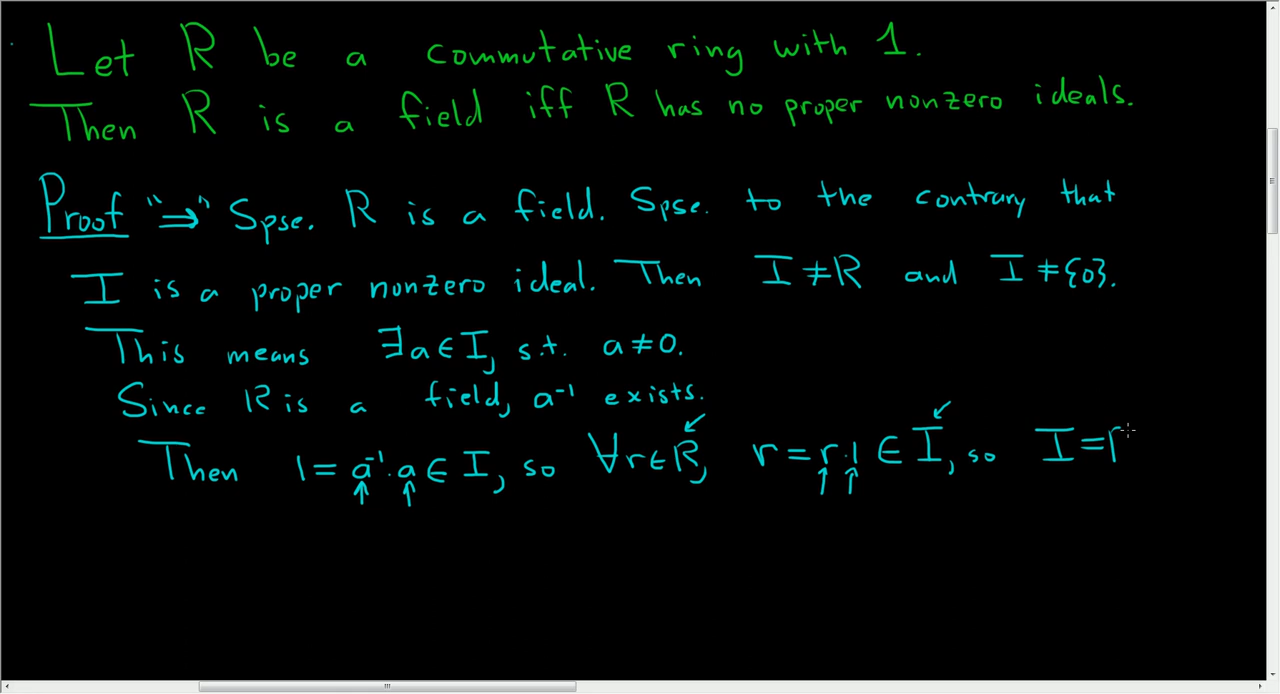 Let R be a commutative ring with 1.
Then R is a field iff R has no proper nonzero ideals.
Proof "⇒" Spse. R is a field. Spse. to the contrary that
I is a proper nonzero ideal. Then I ≠ R and I ≠ {0}.
This means ∃a ∈ I, s.t. a ≠ 0.
Since R is a field, a⁻¹ exists.
Then 1 = a⁻¹·a ∈ I, so ∀r ∈ R, r = r·1 ∈ I, so I =